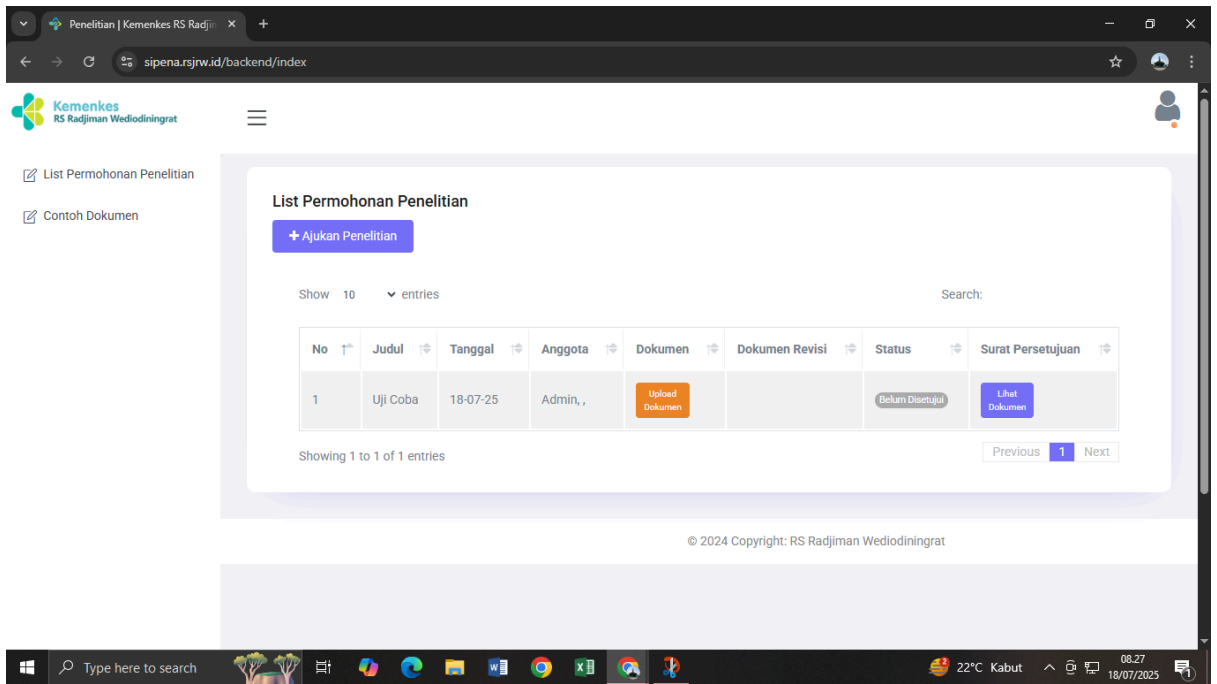 Penelitian | Kemenkes RS Radjin
sipena.rsjrw.id/backend/index
Kemenkes
RS Radjiman Wediodiningrat
List Permohonan Penelitian
Contoh Dokumen
List Permohonan Penelitian
+ Ajukan Penelitian
Show 10 entries
Search:
No Judul Tanggal Anggota Dokumen Dokumen Revisi Status Surat Persetujuan
1 Uji Coba 18-07-25 Admin, , Upload Dokumen Belum Disetujui Lihat Dokumen
Showing 1 to 1 of 1 entries
Previous 1 Next
© 2024 Copyright: RS Radjiman Wediodiningrat
Type here to search
22°C Kabut
08.27
18/07/2025